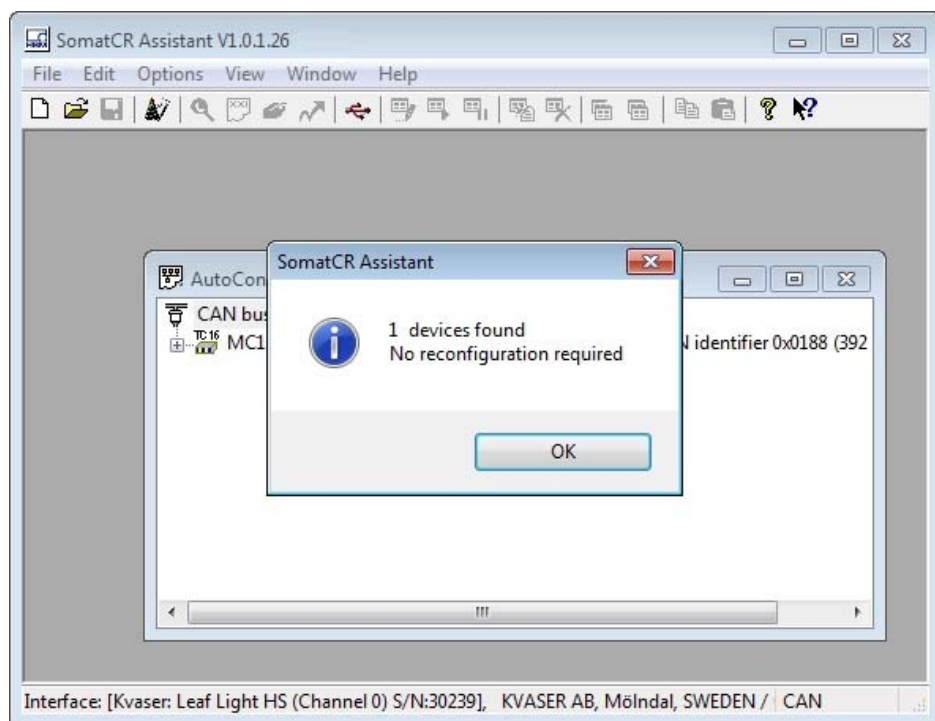 SomatCR Assistant V1.0.1.26
File Edit Options View Window Help
SomatCR Assistant
AutoCon
1 devices found
No reconfiguration required
CAN bus
TC 16
MC1
N identifier 0x0188 (392
OK
Interface: [Kvaser: Leaf Light HS (Channel 0) S/N:30239], KVASER AB, Mölndal, SWEDEN / CAN